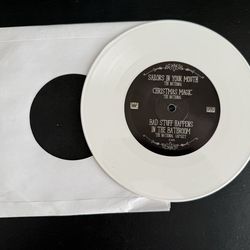 SAILORS IN YOUR MOUTH
THE NATIONAL
CHRISTMAS MAGIC
THE NATIONAL
BAD STUFF HAPPENS
IN THE BATHROOM
THE NATIONAL